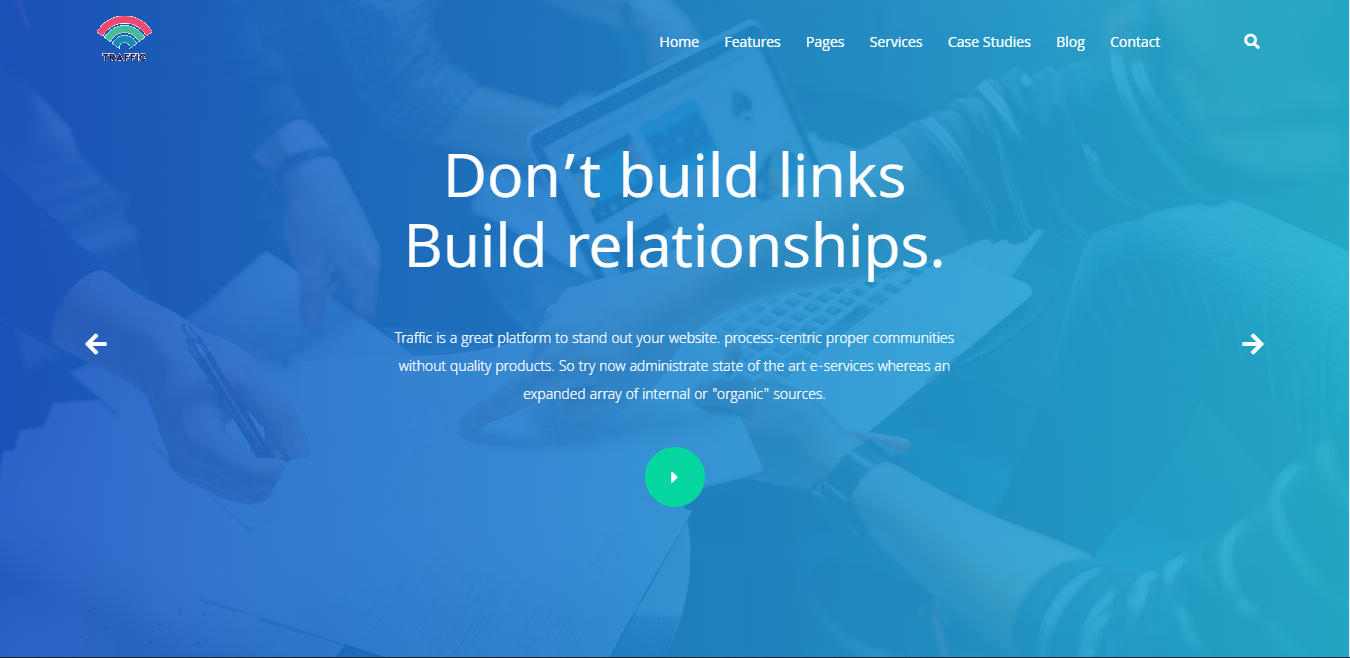 TRAFFIC
Home Features Pages Services Case Studies Blog Contact
Don’t build links
Build relationships.
Traffic is a great platform to stand out your website. process-centric proper communities
without quality products. So try now administrate state of the art e-services whereas an
expanded array of internal or "organic" sources.